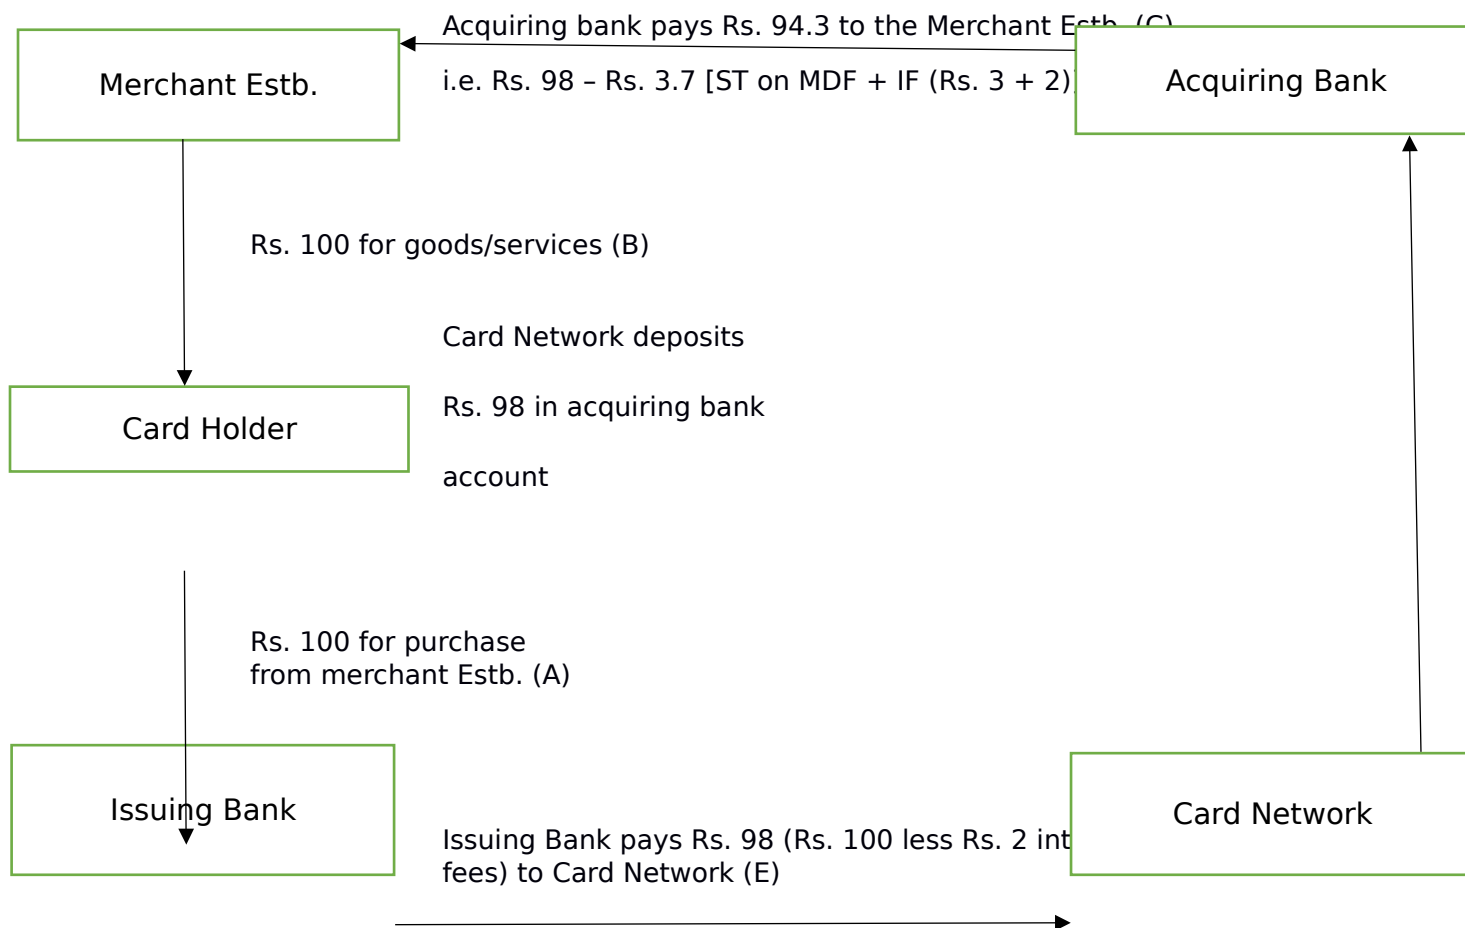 Acquiring bank pays Rs. 94.3 to the Merchant Estb. (C)
Merchant Estb.
i.e. Rs. 98 – Rs. 3.7 [ST on MDF + IF (Rs. 3 + 2)]
Acquiring Bank
Rs. 100 for goods/services (B)
Card Network deposits
Rs. 98 in acquiring bank
account
Card Holder
Rs. 100 for purchase
from merchant Estb. (A)
Issuing Bank
Card Network
Issuing Bank pays Rs. 98 (Rs. 100 less Rs. 2
fees) to Card Network (E)